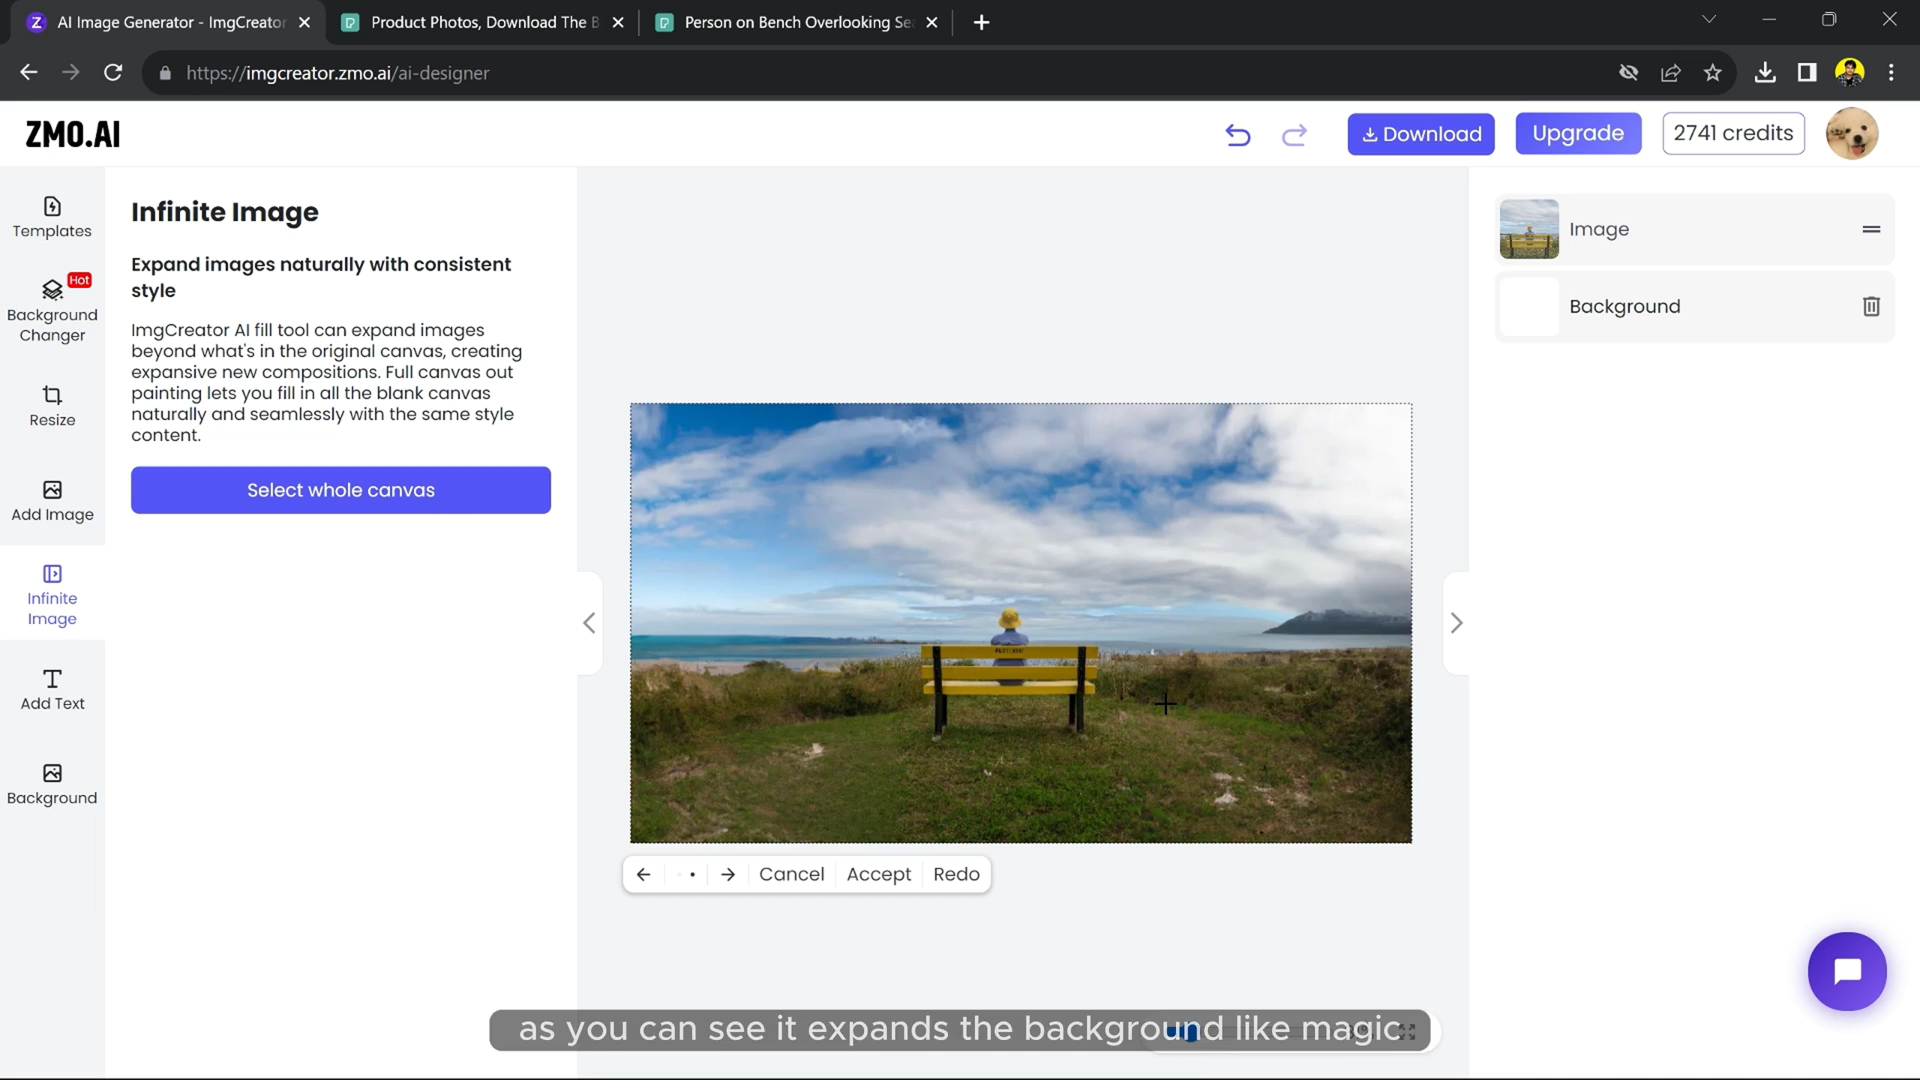 AI Image Generator - ImgCreator
Product Photos, Download The B
Person on Bench Overlooking Sea
https://imgcreator.zmo.ai/ai-designer
ZMO.AI
Download
Upgrade
2741 credits
Templates
Hot
Background
Changer
Resize
Add Image
Infinite
Image
Add Text
Background
Infinite Image
Expand images naturally with consistent
style
ImgCreator AI fill tool can expand images
beyond what's in the original canvas, creating
expansive new compositions. Full canvas out
painting lets you fill in all the blank canvas
naturally and seamlessly with the same style
content.
Select whole canvas
Cancel
Accept
Redo
Image
Background
as you can see it expands the background like magic